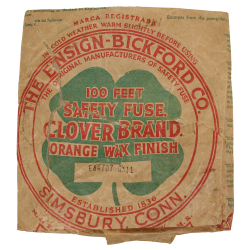 MARCA REGISTRADA
COLD WEATHER WARM SLIGHTLY BEFORE
THE ENSIGN-BICKFORD CO.
THE ORIGINAL MANUFACTURERS OF SAFETY FUSE
100 FEET
SAFETY FUSE.
CLOVER BRAND.
ORANGE WAX FINISH
ESTABLISHED 1836
SIMSBURY, CONN.